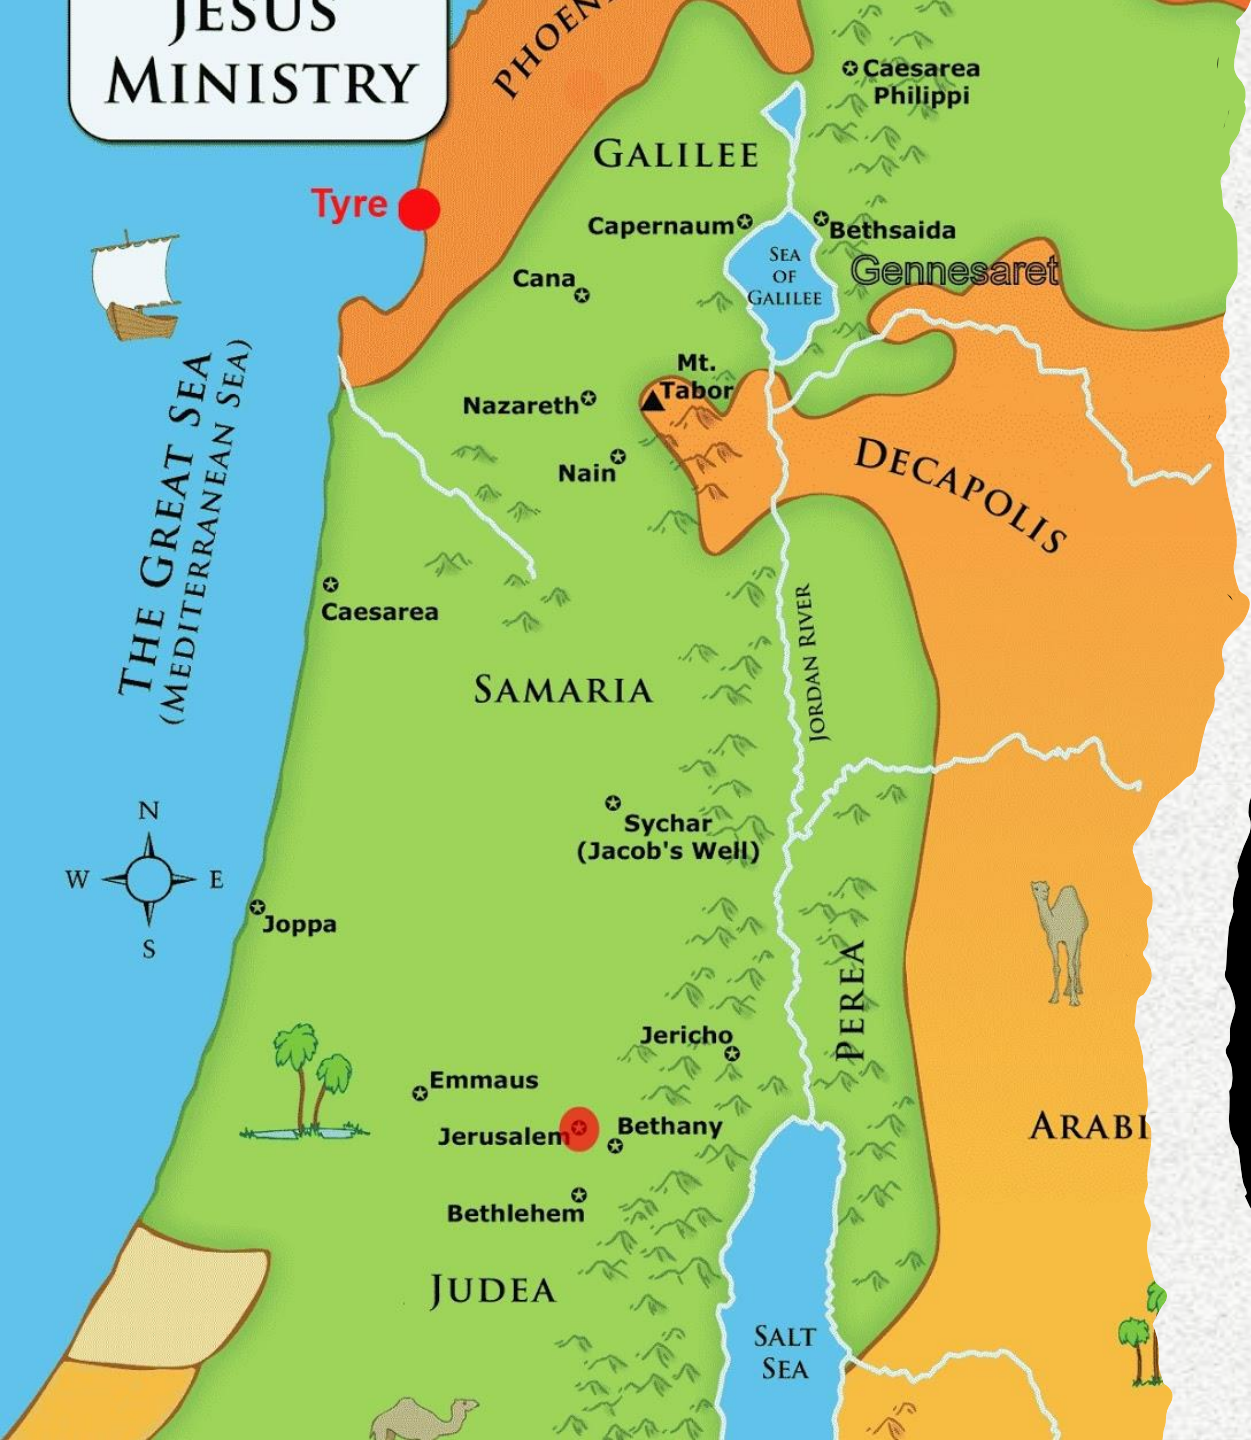 JESUS
MINISTRY
Caesarea
Philippi
GALILEE
Tyre
Capernaum
Bethsaida
SEA
OF
GALILEE
Gennesaret
Cana
Mt.
Tabor
Nazareth
Nain
DECAPOLIS
THE GREAT SEA
(MEDITERRANEAN SEA)
Caesarea
JORDAN RIVER
SAMARIA
Sychar
(Jacob's Well)
N
W E
S
Joppa
PEREA
Jericho
Emmaus
Jerusalem
Bethany
ARABI
Bethlehem
JUDEA
SALT
SEA